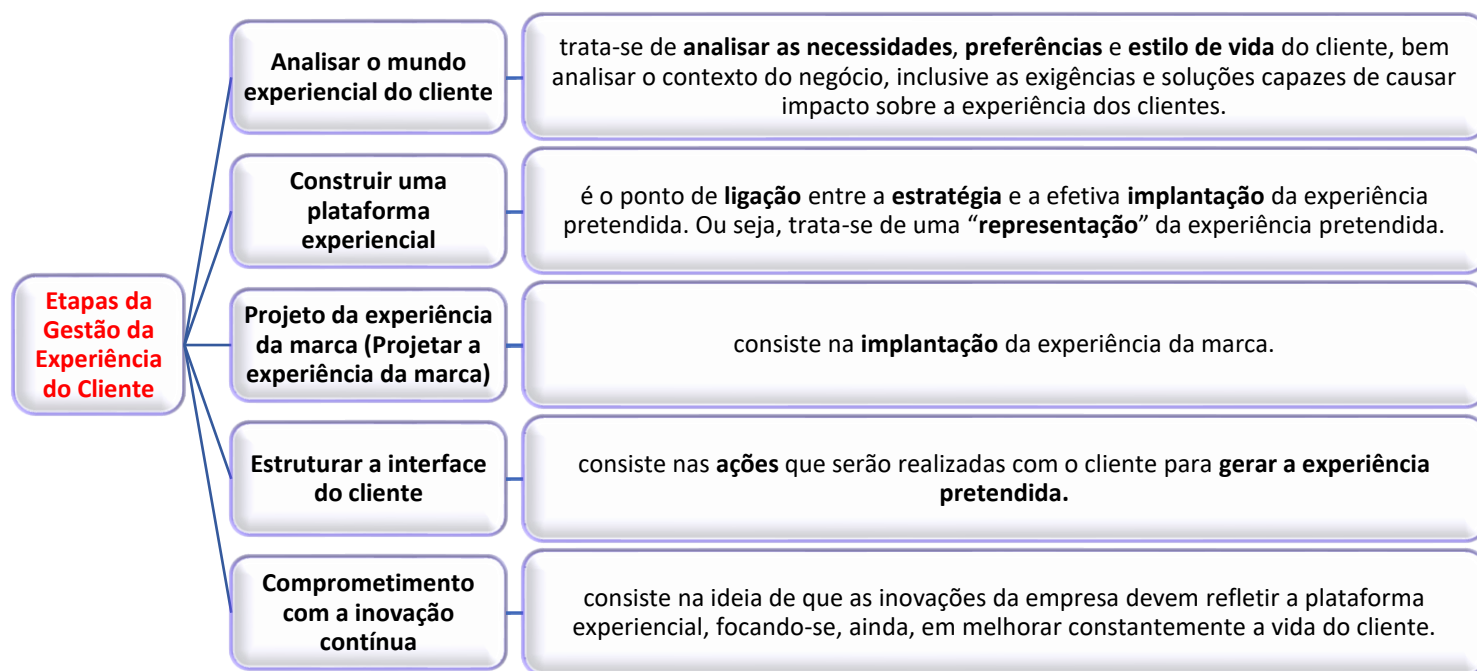 Etapas da
Gestão da
Experiência
do Cliente
Analisar o mundo
experiencial do cliente
trata-se de analisar as necessidades, preferências e estilo de vida do cliente, bem
analisar o contexto do negócio, inclusive as exigências e soluções capazes de causar
impacto sobre a experiência dos clientes.
Construir uma
plataforma
experiencial
é o ponto de ligação entre a estratégia e a efetiva implantação da experiência
pretendida. Ou seja, trata-se de uma “representação” da experiência pretendida.
Projeto da experiência
da marca (Projetar a
experiência da marca)
consiste na implantação da experiência da marca.
Estruturar a interface
do cliente
consiste nas ações que serão realizadas com o cliente para gerar a experiência
pretendida.
Comprometimento
com a inovação
contínua
consiste na ideia de que as inovações da empresa devem refletir a plataforma
experiencial, focando-se, ainda, em melhorar constantemente a vida do cliente.